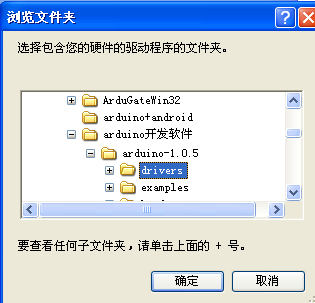 浏览文件夹
选择包含您的硬件的驱动程序的文件夹。
ArduGateWin32
arduino+android
arduino开发软件
arduino-1.0.5
drivers
examples
要查看任何子文件夹，请单击上面的 + 号。
确定 取消